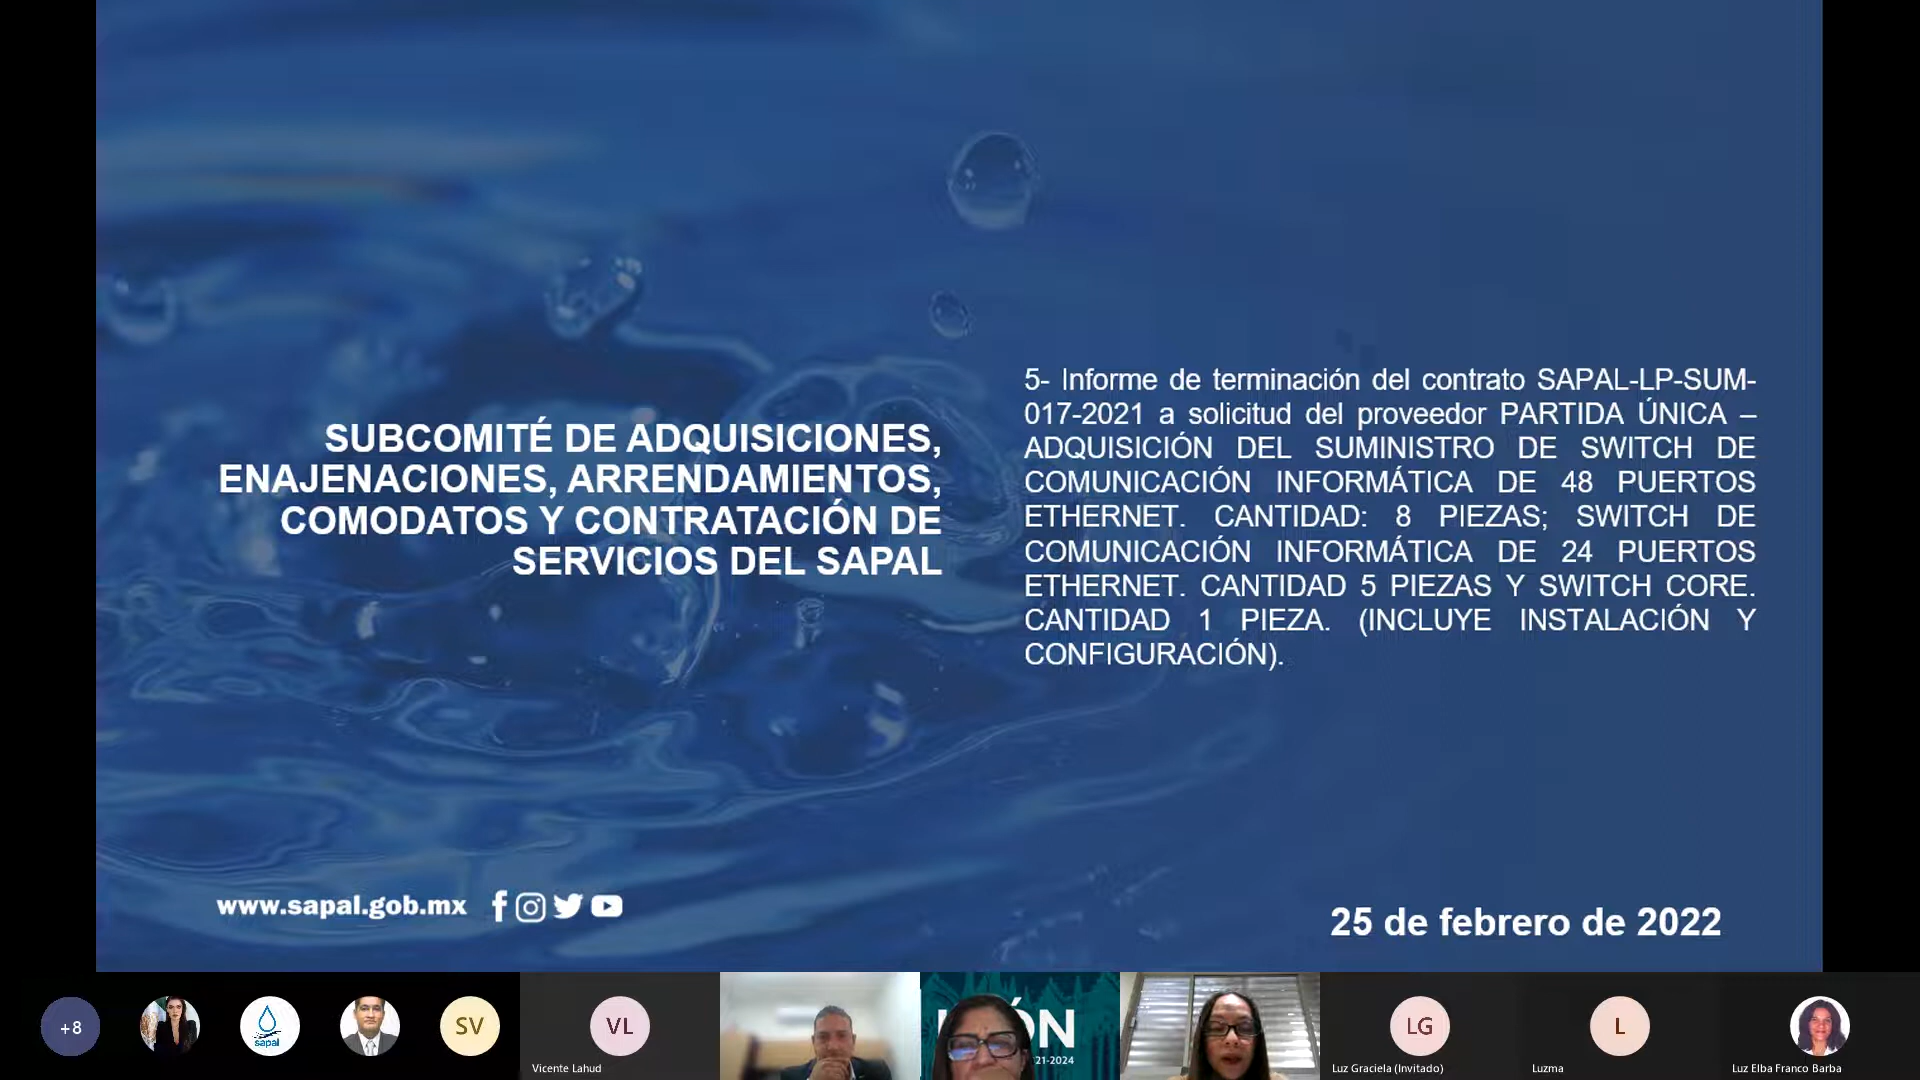 SUBCOMITÉ DE ADQUISICIONES,
ENAJENACIONES, ARRENDAMIENTOS,
COMODATOS Y CONTRATACIÓN DE
SERVICIOS DEL SAPAL
5- Informe de terminación del contrato SAPAL-LP-SUM-
017-2021 a solicitud del proveedor PARTIDA ÚNICA –
ADQUISICIÓN DEL SUMINISTRO DE SWITCH DE
COMUNICACIÓN INFORMÁTICA DE 48 PUERTOS
ETHERNET. CANTIDAD: 8 PIEZAS; SWITCH DE
COMUNICACIÓN INFORMÁTICA DE 24 PUERTOS
ETHERNET. CANTIDAD 5 PIEZAS Y SWITCH CORE.
CANTIDAD 1 PIEZA. (INCLUYE INSTALACIÓN Y
CONFIGURACIÓN).
www.sapal.gob.mx
25 de febrero de 2022
+8
sapal
SV
VL
Vicente Lahud
ÓN
21-2024
LG
Luz Graciela (Invitado)
L
Luzma
Luz Elba Franco Barba